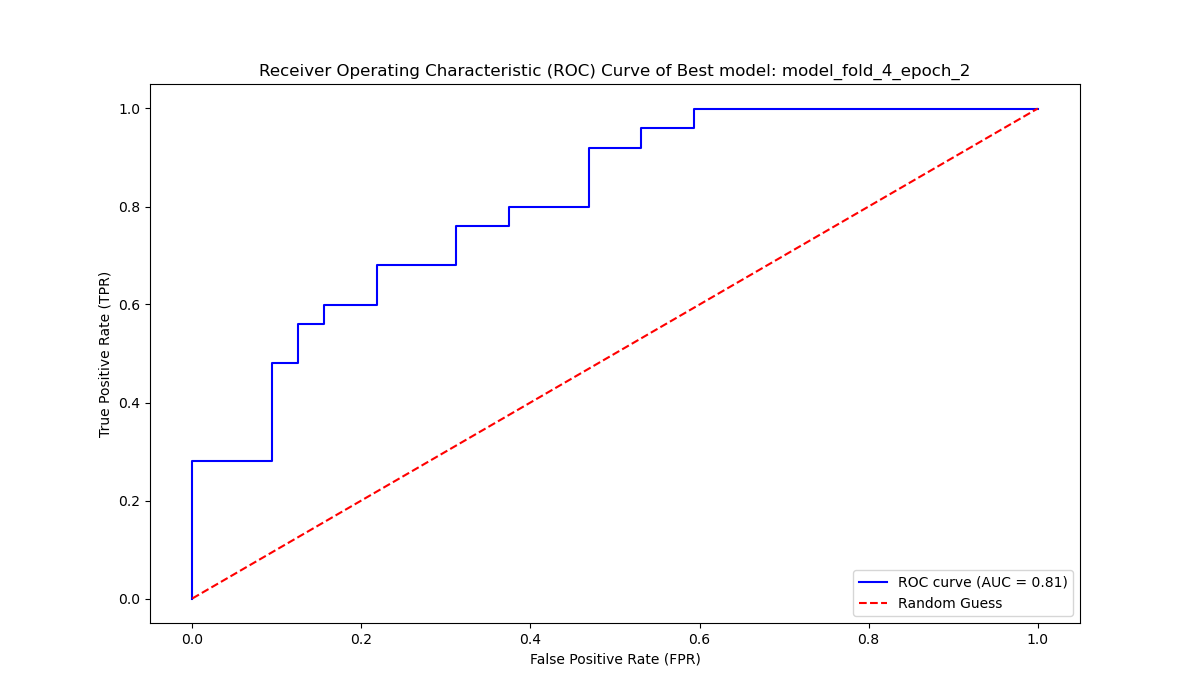 Receiver Operating Characteristic (ROC) Curve of Best model: model_fold_4_epoch_2
1.0
0.8
0.6
0.4
0.2
0.0
True Positive Rate (TPR)
ROC curve (AUC = 0.81)
Random Guess
0.0 0.2 0.4 0.6 0.8 1.0
False Positive Rate (FPR)